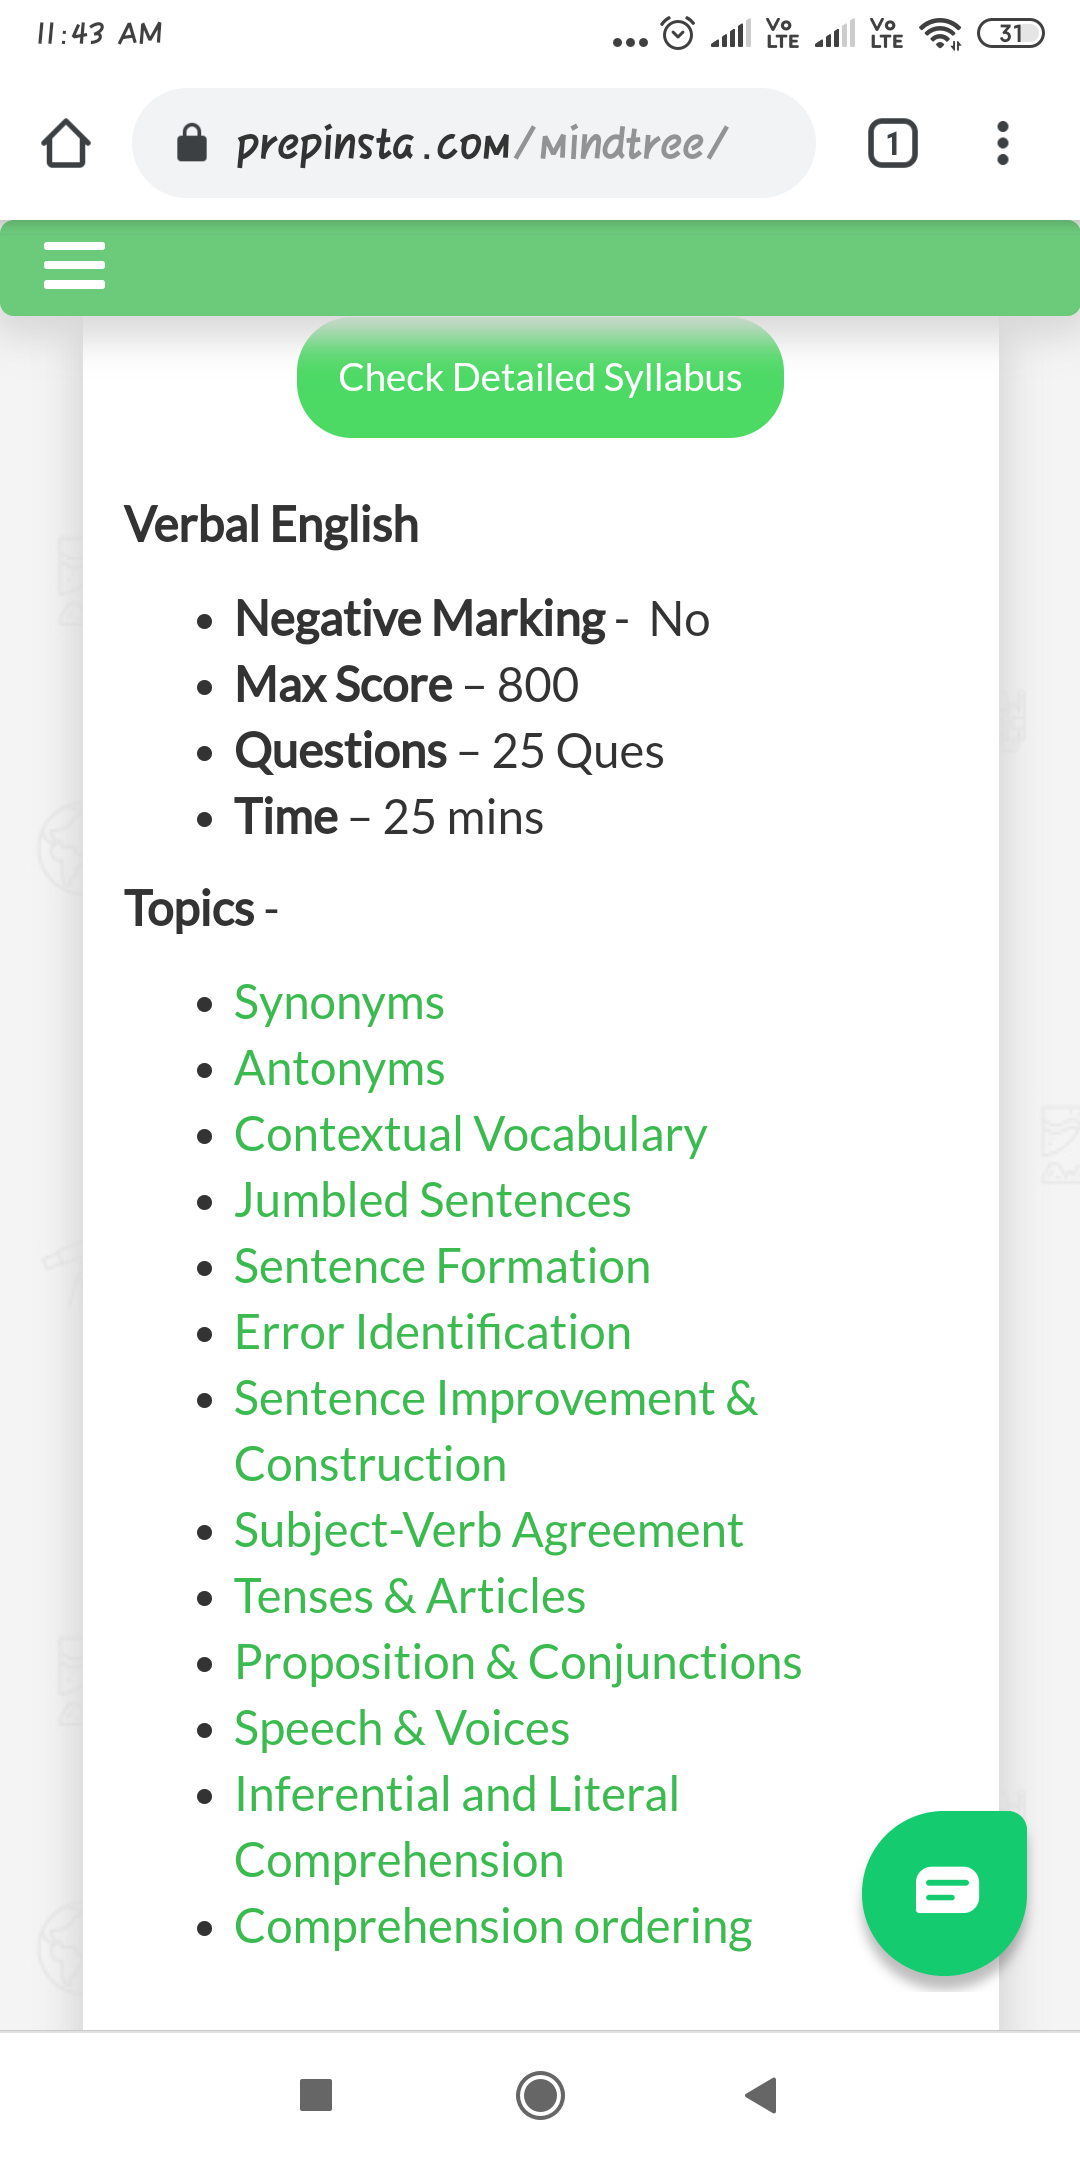 11:43 AM
Vo LTE Vo LTE 31
prepinsta.com/mindtree/
1
Check Detailed Syllabus
Verbal English
Negative Marking - No
Max Score – 800
Questions – 25 Ques
Time – 25 mins
Topics -
Synonyms
Antonyms
Contextual Vocabulary
Jumbled Sentences
Sentence Formation
Error Identification
Sentence Improvement &
Construction
Subject-Verb Agreement
Tenses & Articles
Proposition & Conjunctions
Speech & Voices
Inferential and Literal
Comprehension
Comprehension ordering